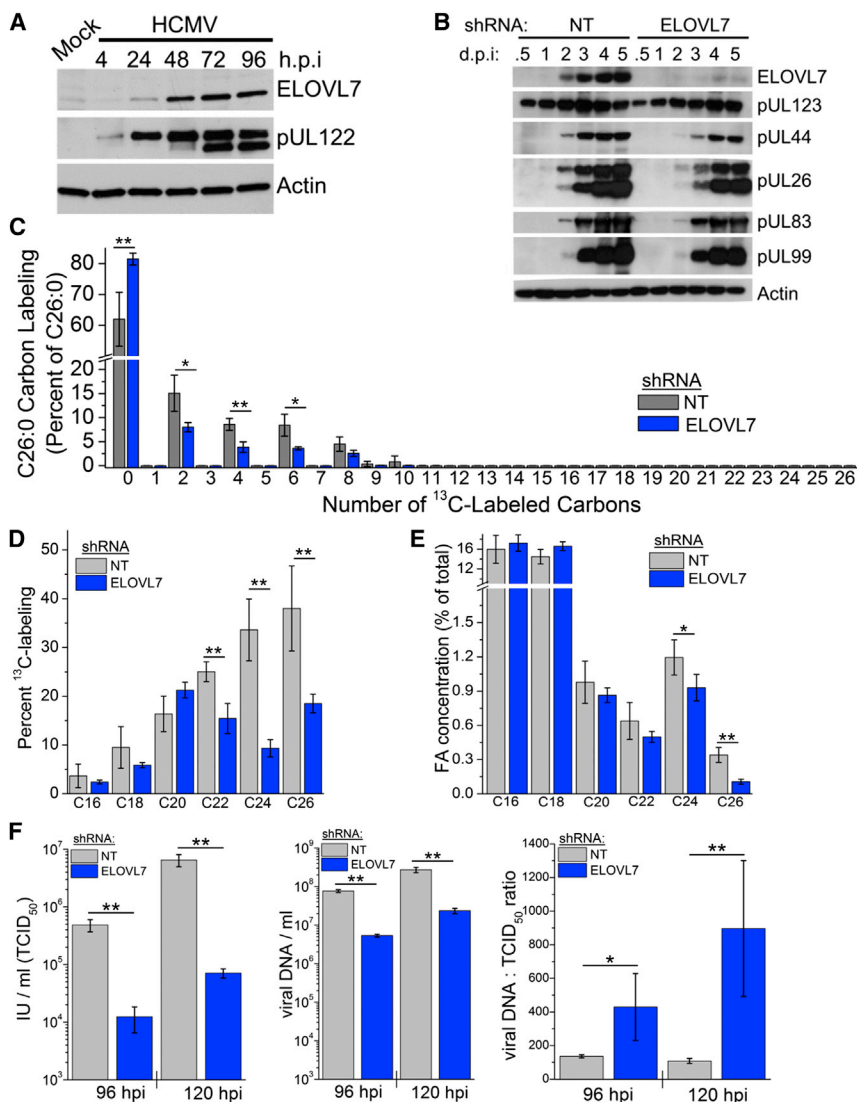 A
Mock
HCMV
4 24 48 72 96 h.p.i
ELOVL7
pUL122
Actin
B
shRNA: NT ELOVL7
d.p.i: .5 1 2 3 4 5 .5 1 2 3 4 5
ELOVL7
pUL123
pUL44
pUL26
pUL83
pUL99
Actin
C
C26:0 Carbon Labeling
(Percent of C26:0)
80
60
20
15
10
5
0
**
*
**
*
shRNA
NT
ELOVL7
0 1 2 3 4 5 6 7 8 9 10 11 12 13 14 15 16 17 18 19 20 21 22 23 24 25 26
Number of 13C-Labeled Carbons
D
shRNA
NT
ELOVL7
Percent 13C-labeling
50
40
30
20
10
0
**
**
**
C16 C18 C20 C22 C24 C26
E
shRNA
NT
ELOVL7
FA concentration (% of total)
16
12
1.2
0.9
0.6
0.3
0.0
*
**
C16 C18 C20 C22 C24 C26
F
shRNA:
NT
ELOVL7
IU / ml (TCID50)
10^7
10^6
10^5
10^4
10^3
**
**
96 hpi 120 hpi
shRNA:
NT
ELOVL7
viral DNA / ml
10^9
10^8
10^7
10^6
10^5
10^4
10^3
**
**
96 hpi 120 hpi
shRNA:
NT
ELOVL7
viral DNA : TCID50 ratio
1400
1200
1000
800
600
400
200
0
*
**
96 hpi 120 hpi